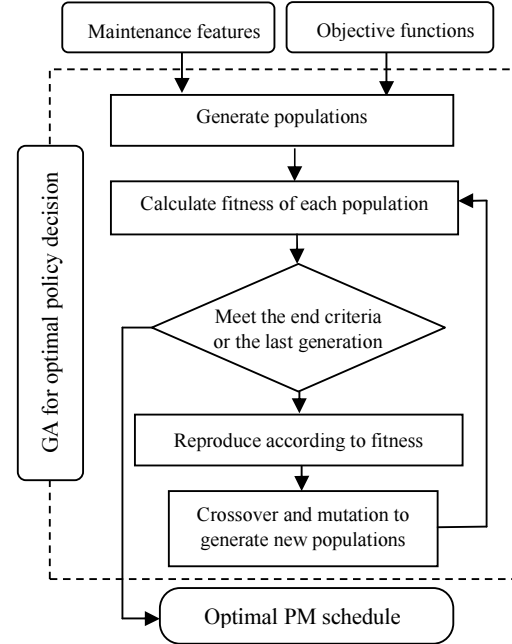 Maintenance features
Objective functions
Generate populations
Calculate fitness of each population
Meet the end criteria
or the last generation
Reproduce according to fitness
Crossover and mutation to
generate new populations
GA for optimal policy decision
Optimal PM schedule